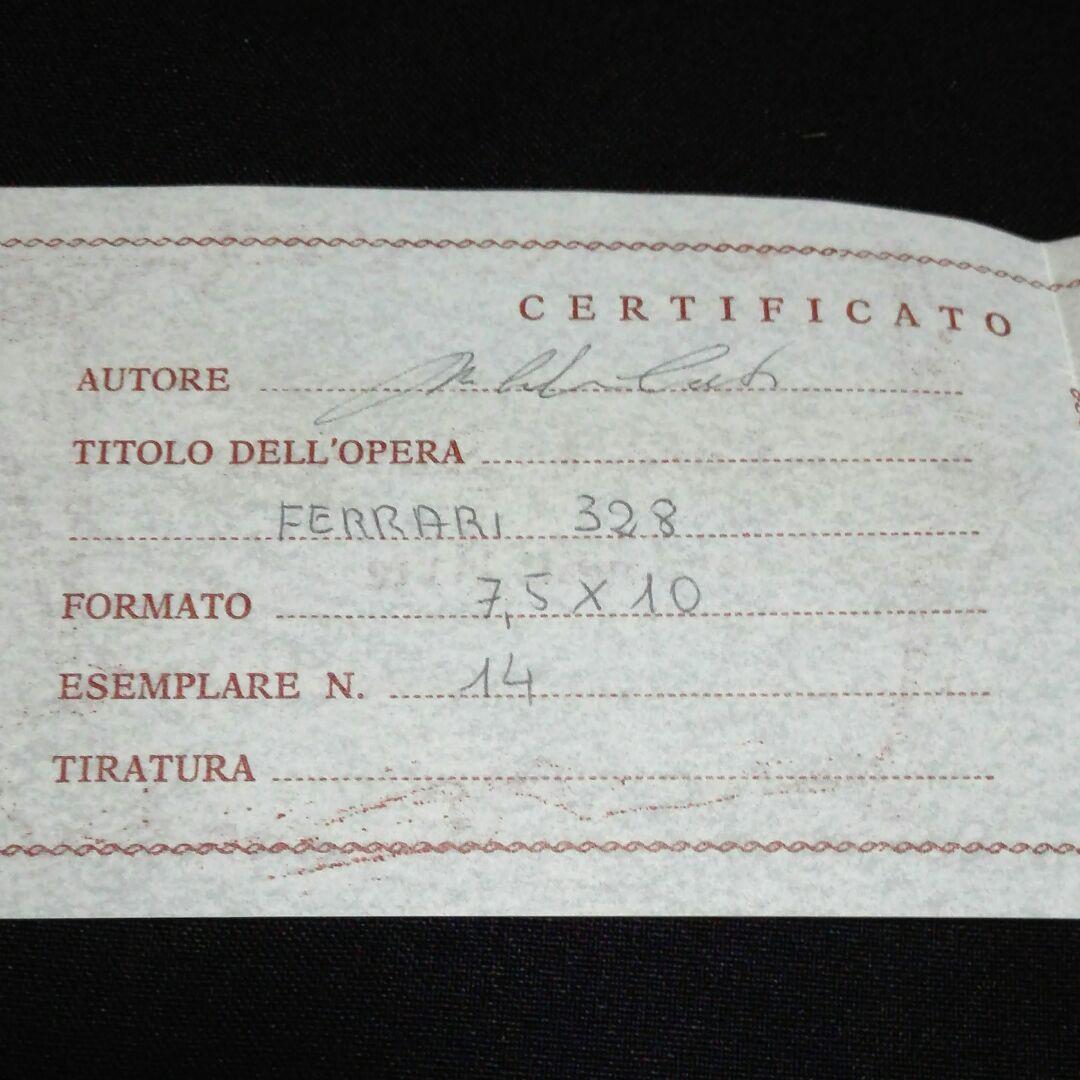 CERTIFICATO
AUTORE
TITOLO DELL'OPERA
FERRARI 328
FORMATO 7,5 X 10
ESEMPLARE N. 14
TIRATURA